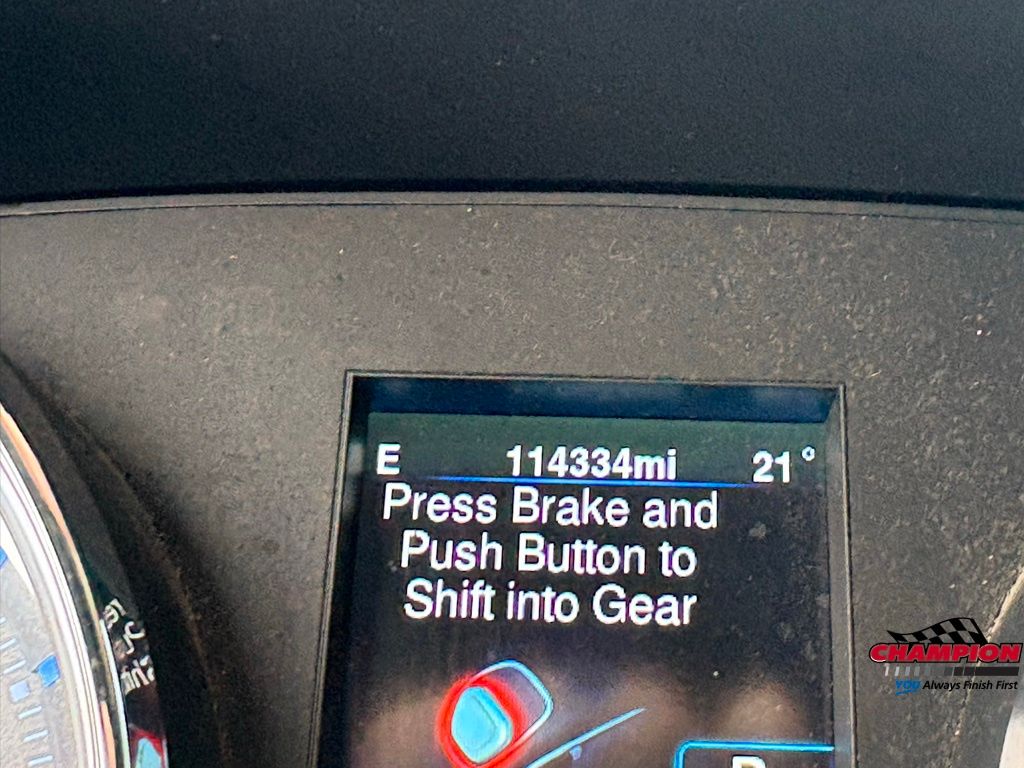 E 114334mi 21°
Press Brake and
Push Button to
Shift into Gear
CHAMPION
YOU Always Finish First